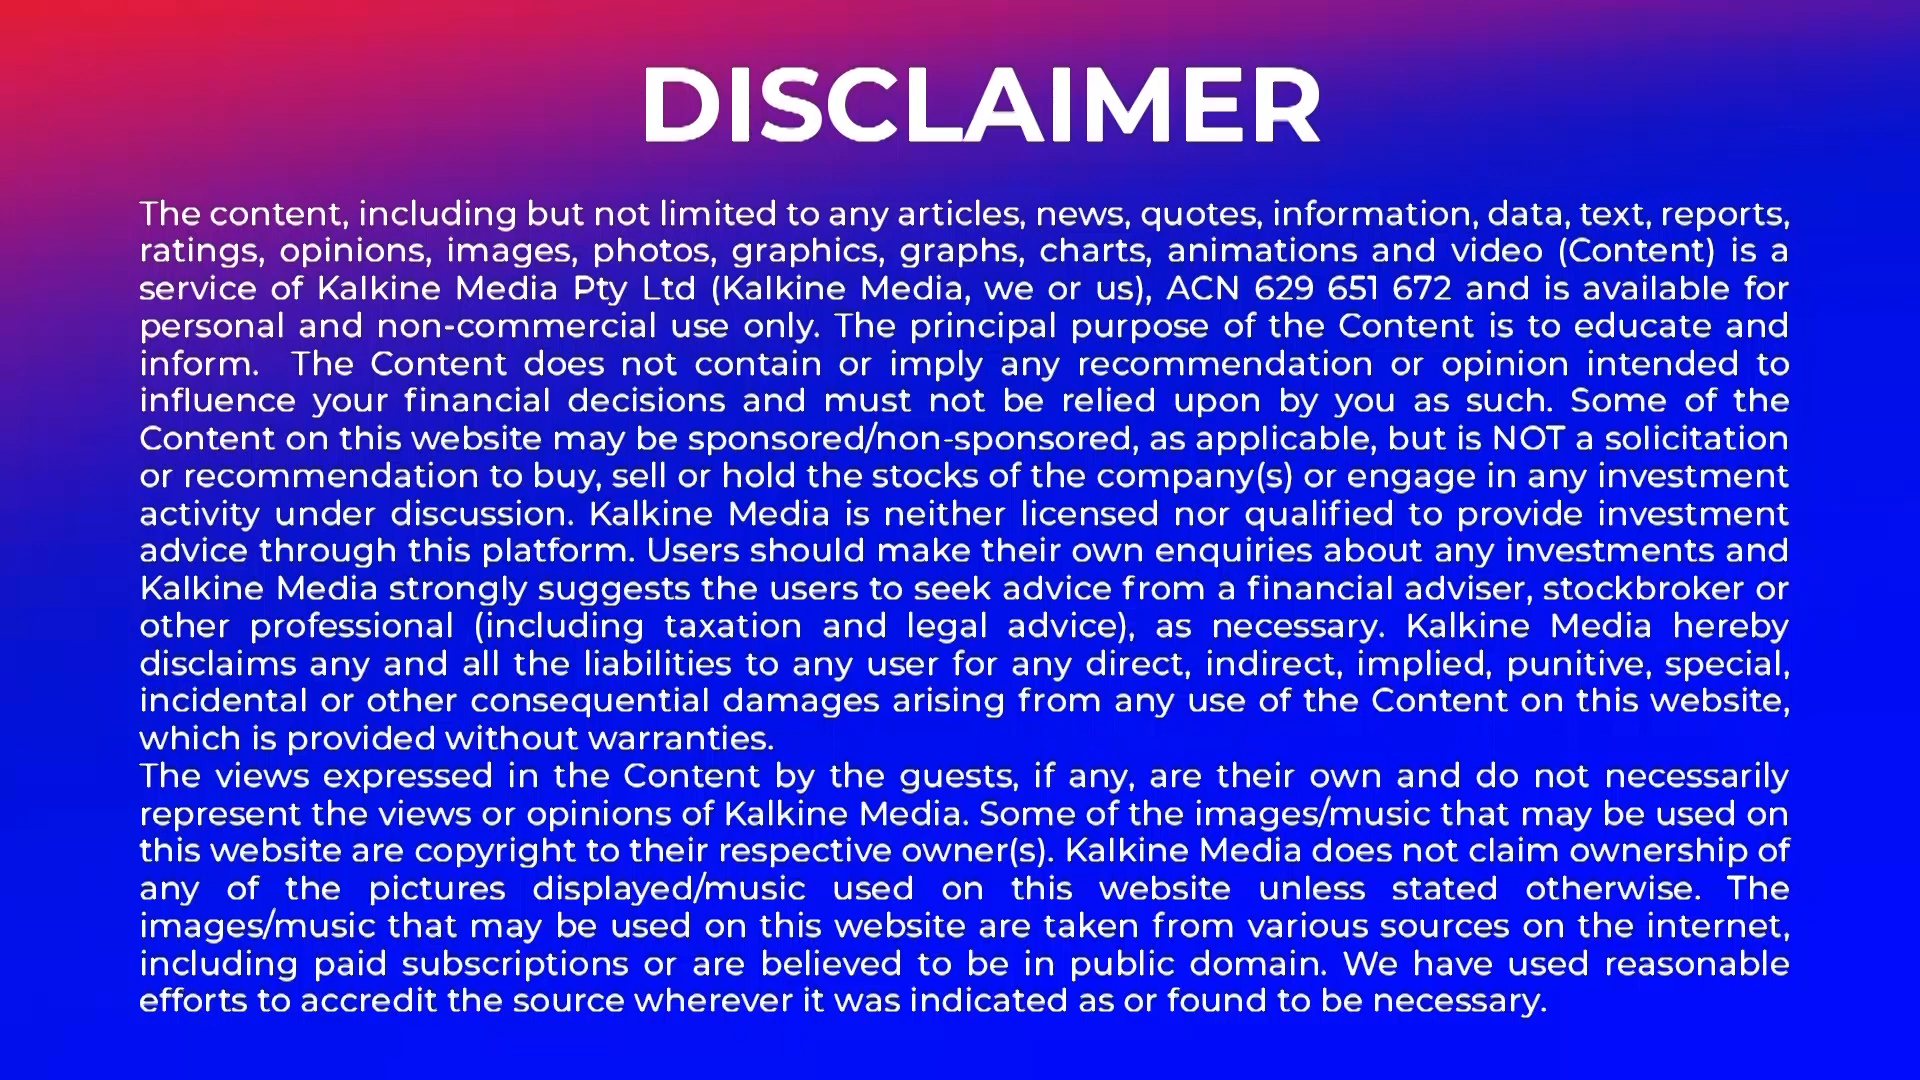 DISCLAIMER
The content, including but not limited to any articles, news, quotes, information, data, text, reports,
ratings, opinions, images, photos, graphics, graphs, charts, animations and video (Content) is a
service of Kalkine Media Pty Ltd (Kalkine Media, we or us), ACN 629 651 672 and is available for
personal and non-commercial use only. The principal purpose of the Content is to educate and
inform.  The Content does not contain or imply any recommendation or opinion intended to
influence your financial decisions and must not be relied upon by you as such. Some of the
Content on this website may be sponsored/non-sponsored, as applicable, but is NOT a solicitation
or recommendation to buy, sell or hold the stocks of the company(s) or engage in any investment
activity under discussion. Kalkine Media is neither licensed nor qualified to provide investment
advice through this platform. Users should make their own enquiries about any investments and
Kalkine Media strongly suggests the users to seek advice from a financial adviser, stockbroker or
other professional (including taxation and legal advice), as necessary. Kalkine Media hereby
disclaims any and all the liabilities to any user for any direct, indirect, implied, punitive, special,
incidental or other consequential damages arising from any use of the Content on this website,
which is provided without warranties.
The views expressed in the Content by the guests, if any, are their own and do not necessarily
represent the views or opinions of Kalkine Media. Some of the images/music that may be used on
this website are copyright to their respective owner(s). Kalkine Media does not claim ownership of
any of the pictures displayed/music used on this website unless stated otherwise. The
images/music that may be used on this website are taken from various sources on the internet,
including paid subscriptions or are believed to be in public domain. We have used reasonable
efforts to accredit the source wherever it was indicated as or found to be necessary.